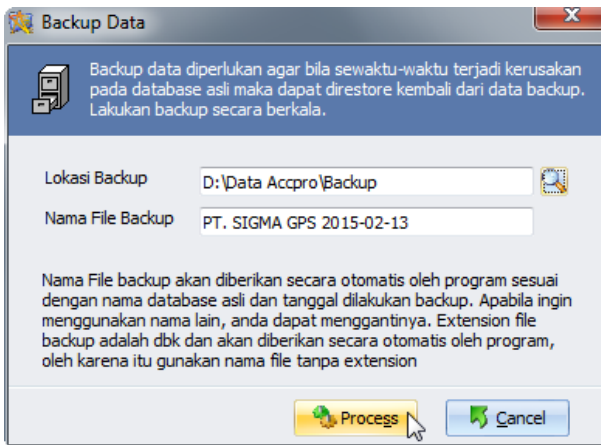 Backup Data
Backup data diperlukan agar bila sewaktu-waktu terjadi kerusakan
pada database asli maka dapat direstore kembali dari data backup.
Lakukan backup secara berkala.
Lokasi Backup D:\Data Accpro\Backup
Nama File Backup PT. SIGMA GPS 2015-02-13
Nama File backup akan diberikan secara otomatis oleh program sesuai
dengan nama database asli dan tanggal dilakukan backup. Apabila ingin
menggunakan nama lain, anda dapat menggantinya. Extension file
backup adalah dbk dan akan diberikan secara otomatis oleh program,
oleh karena itu gunakan nama file tanpa extension
Process Cancel